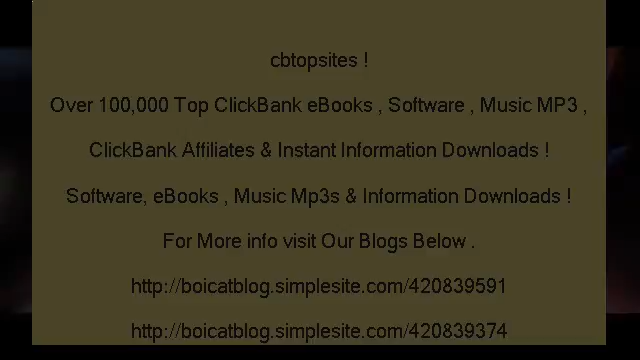 cbtopsites !
Over 100,000 Top ClickBank eBooks , Software , Music MP3 ,
ClickBank Affiliates & Instant Information Downloads !
Software, eBooks , Music Mp3s & Information Downloads !
For More info visit Our Blogs Below .
http://boicatblog.simplesite.com/420839591
http://boicatblog.simplesite.com/420839374